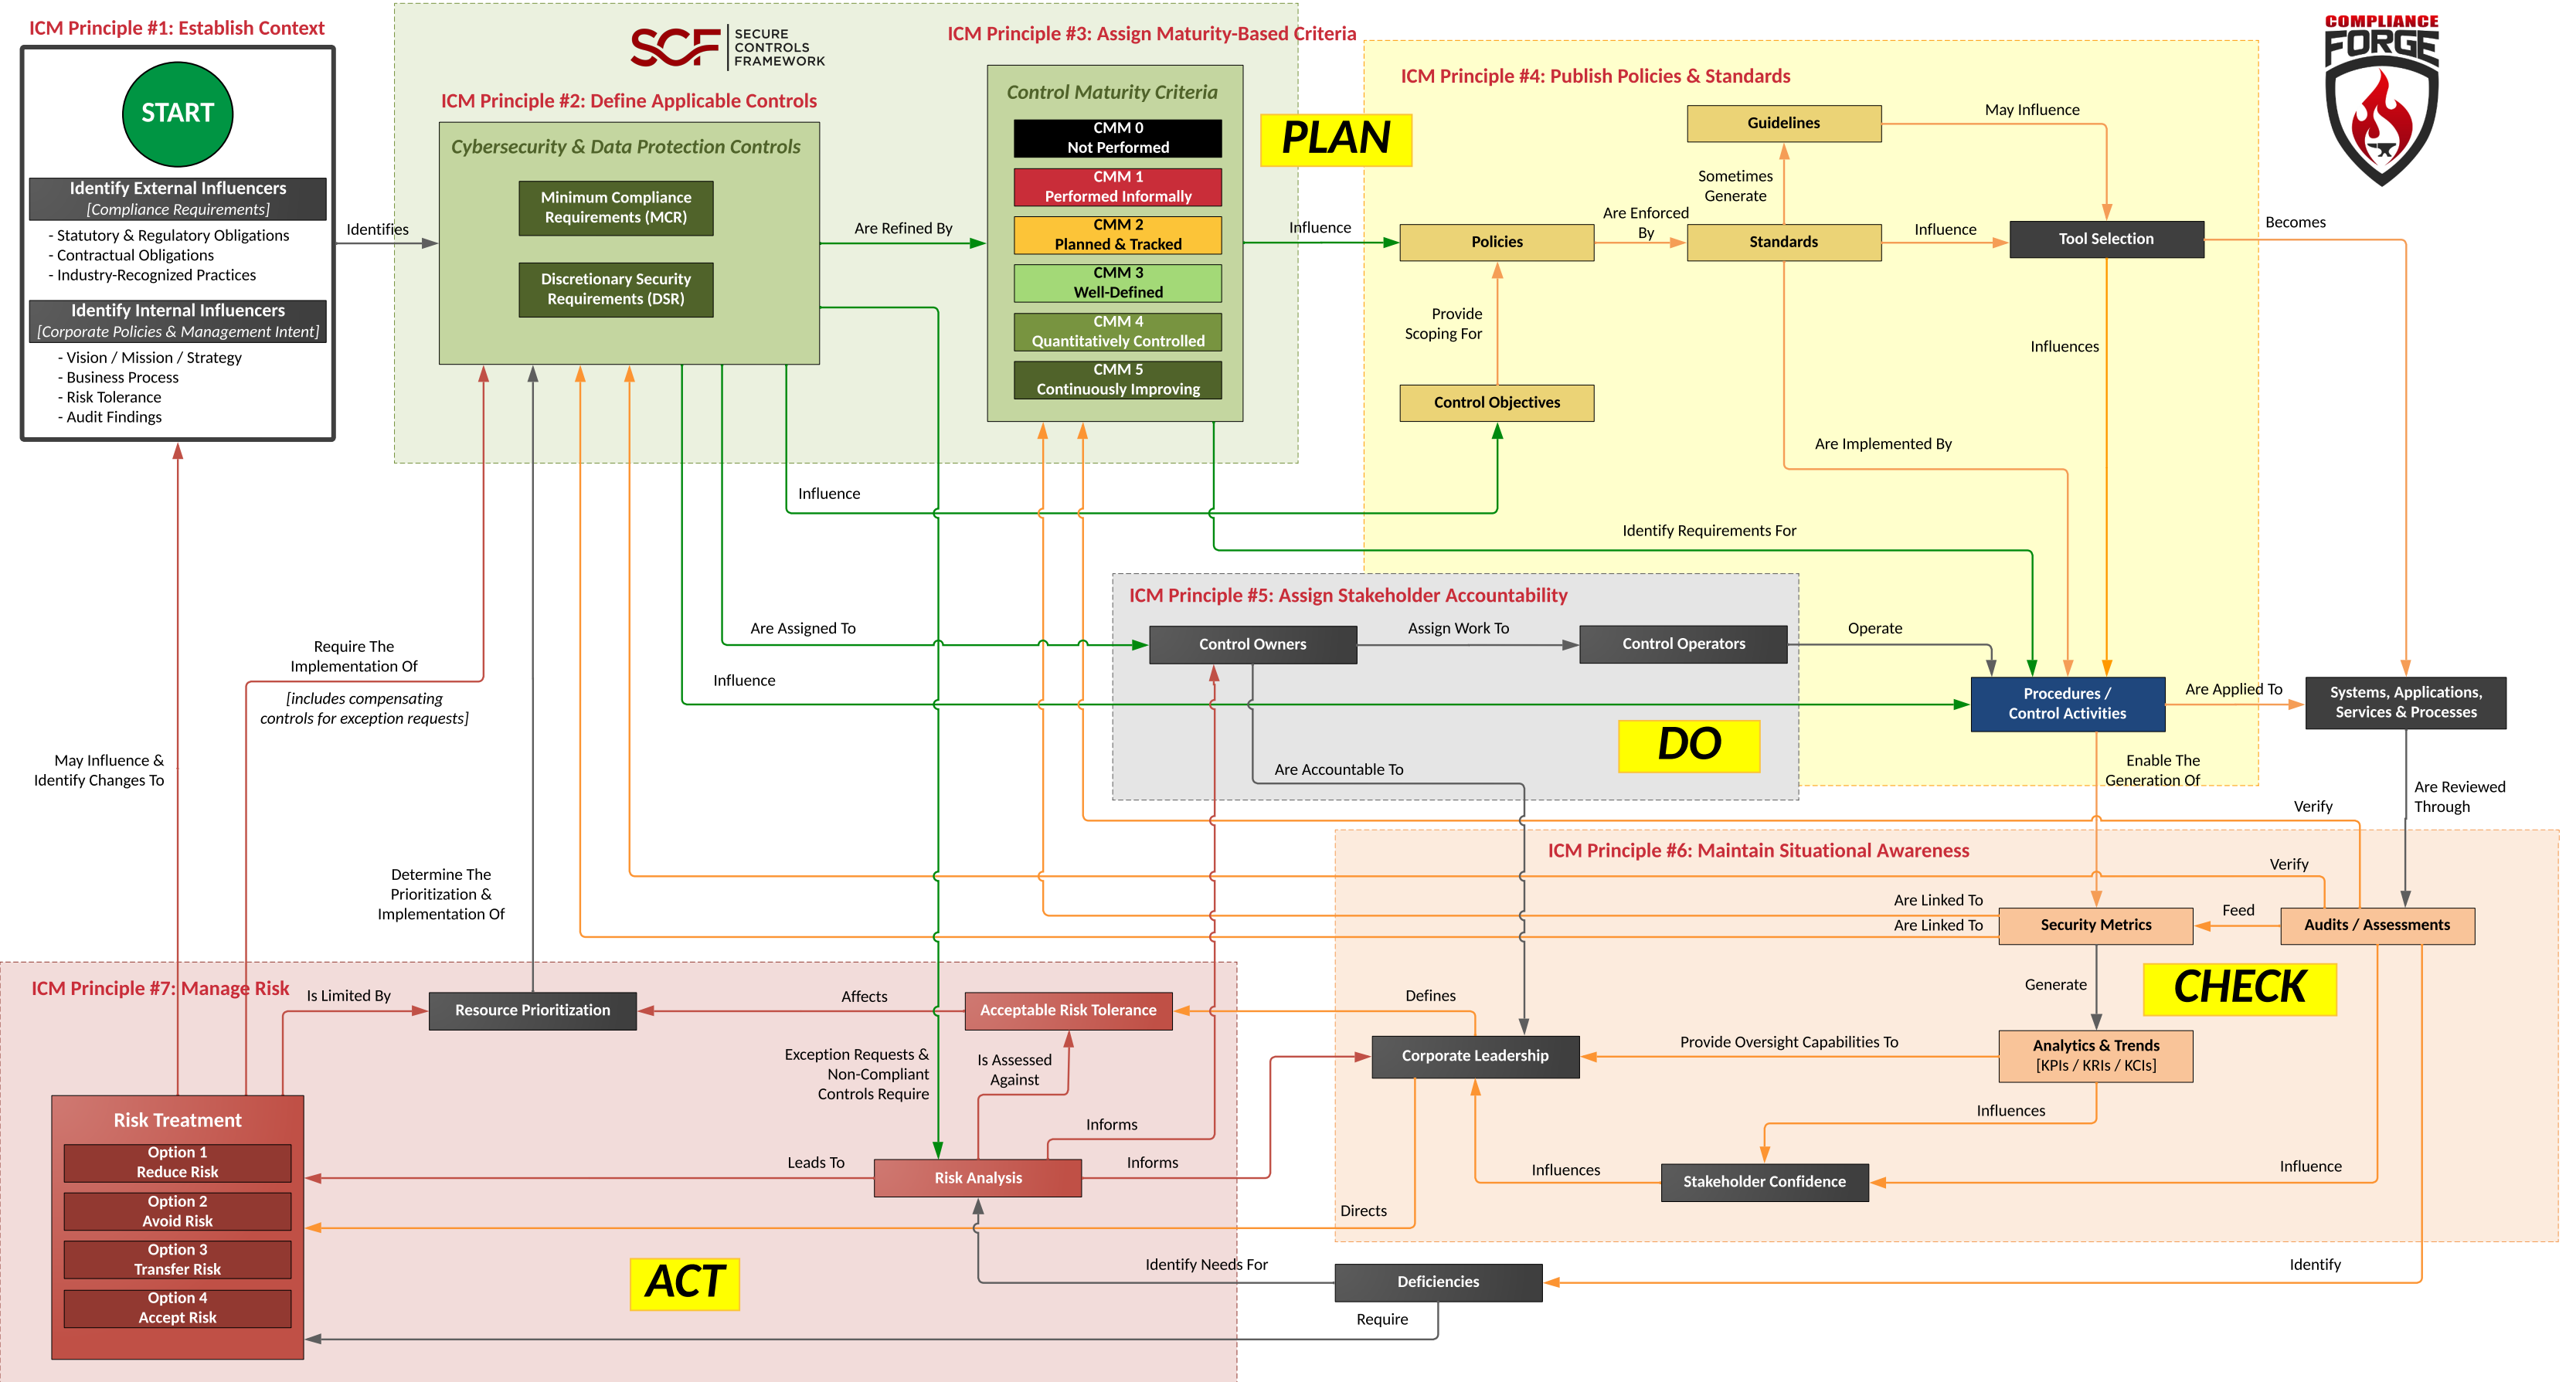 ICM Principle #1: Establish Context
START
Identify External Influencers
[Compliance Requirements]
- Statutory & Regulatory Obligations
- Contractual Obligations
- Industry-Recognized Practices
Identify Internal Influencers
[Corporate Policies & Management Intent]
- Vision / Mission / Strategy
- Business Process
- Risk Tolerance
- Audit Findings
Identifies
SCF
SECURE
CONTROLS
FRAMEWORK
ICM Principle #2: Define Applicable Controls
Cybersecurity & Data Protection Controls
Minimum Compliance
Requirements (MCR)
Discretionary Security
Requirements (DSR)
Are Refined By
ICM Principle #3: Assign Maturity-Based Criteria
Control Maturity Criteria
CMM 0
Not Performed
CMM 1
Performed Informally
CMM 2
Planned & Tracked
CMM 3
Well-Defined
CMM 4
Quantitatively Controlled
CMM 5
Continuously Improving
PLAN
Influence
ICM Principle #4: Publish Policies & Standards
Guidelines
May Influence
Sometimes
Generate
Policies
Are Enforced
By
Standards
Influence
Tool Selection
Becomes
Provide
Scoping For
Influences
Control Objectives
Are Implemented By
COMPLIANCE
FORGE
Influence
Identify Requirements For
ICM Principle #5: Assign Stakeholder Accountability
Are Assigned To
Control Owners
Assign Work To
Control Operators
Operate
Influence
Procedures /
Control Activities
Are Applied To
Systems, Applications,
Services & Processes
DO
Are Accountable To
Enable The
Generation Of
Are Reviewed
Through
Require The
Implementation Of
[includes compensating
controls for exception requests]
May Influence &
Identify Changes To
Determine The
Prioritization &
Implementation Of
Verify
ICM Principle #6: Maintain Situational Awareness
Verify
Are Linked To
Are Linked To
Security Metrics
Feed
Audits / Assessments
Generate
CHECK
Defines
Corporate Leadership
Provide Oversight Capabilities To
Analytics & Trends
[KPIs / KRIs / KCIs]
Influences
Influences
Stakeholder Confidence
Influence
Directs
ICM Principle #7: Manage Risk
Is Limited By
Resource Prioritization
Affects
Acceptable Risk Tolerance
Exception Requests &
Non-Compliant
Controls Require
Is Assessed
Against
Informs
Risk Treatment
Option 1
Reduce Risk
Option 2
Avoid Risk
Option 3
Transfer Risk
Option 4
Accept Risk
Leads To
Risk Analysis
Informs
ACT
Identify Needs For
Deficiencies
Identify
Require